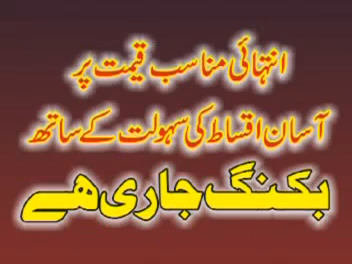 انتہائی مناسب قیمت پر
آسان اقساط کی سہولت کے ساتھ
بکنگ جاری ھے